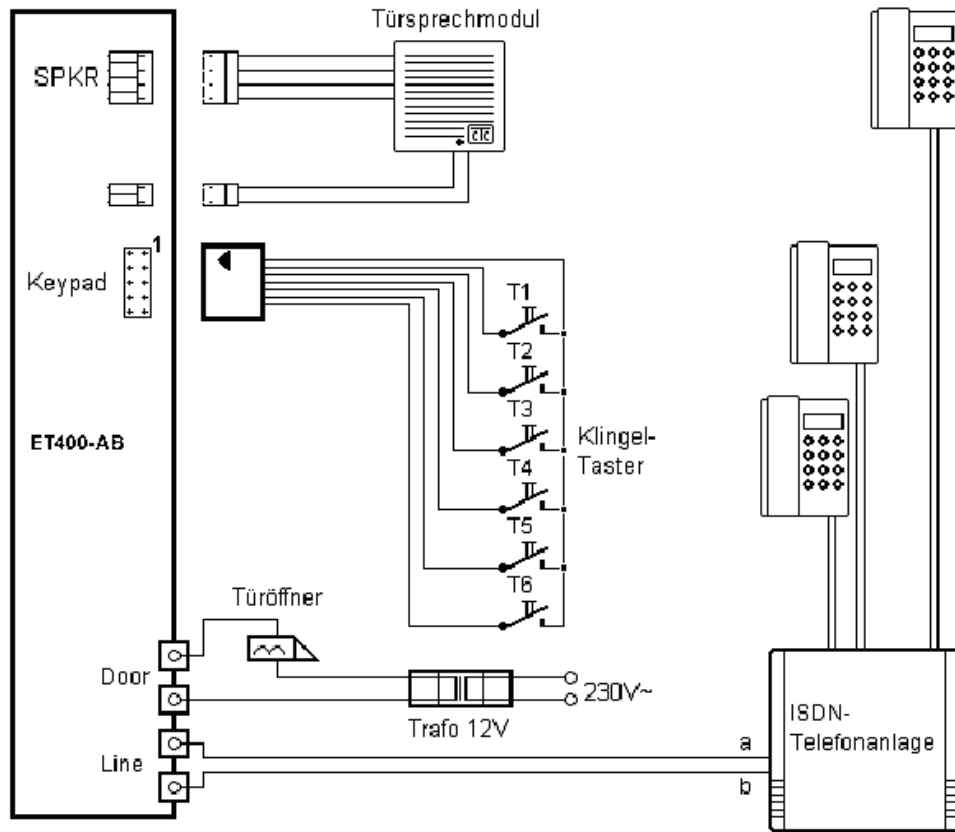 Türsprechmodul
SPKR
CTC
1
Keypad
T1
T2
T3
Klingel-
Taster
ET400-AB
T4
T5
T6
Türöffner
Door
230V~
Trafo 12V
ISDN-
Telefonanlage
a
Line
b